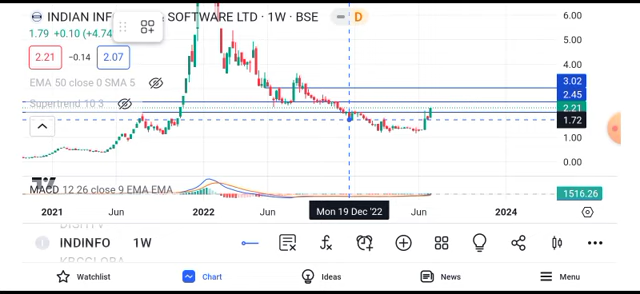 INDIAN INF SOFTWARE LTD · 1W · BSE D
1.79 +0.10 (+4.74
2.21 −0.14 2.07
EMA 50 close 0 SMA 5
Supertrend 10 3
6.00
5.00
4.00
3.02
2.45
2.21
1.72
1.00
0.00
MACD 12 26 close 9 EMA EMA
1516.26
2021 Jun 2022 Jun Mon 19 Dec '22 Jun 2024
INDINFO 1W
Watchlist Chart Ideas News Menu